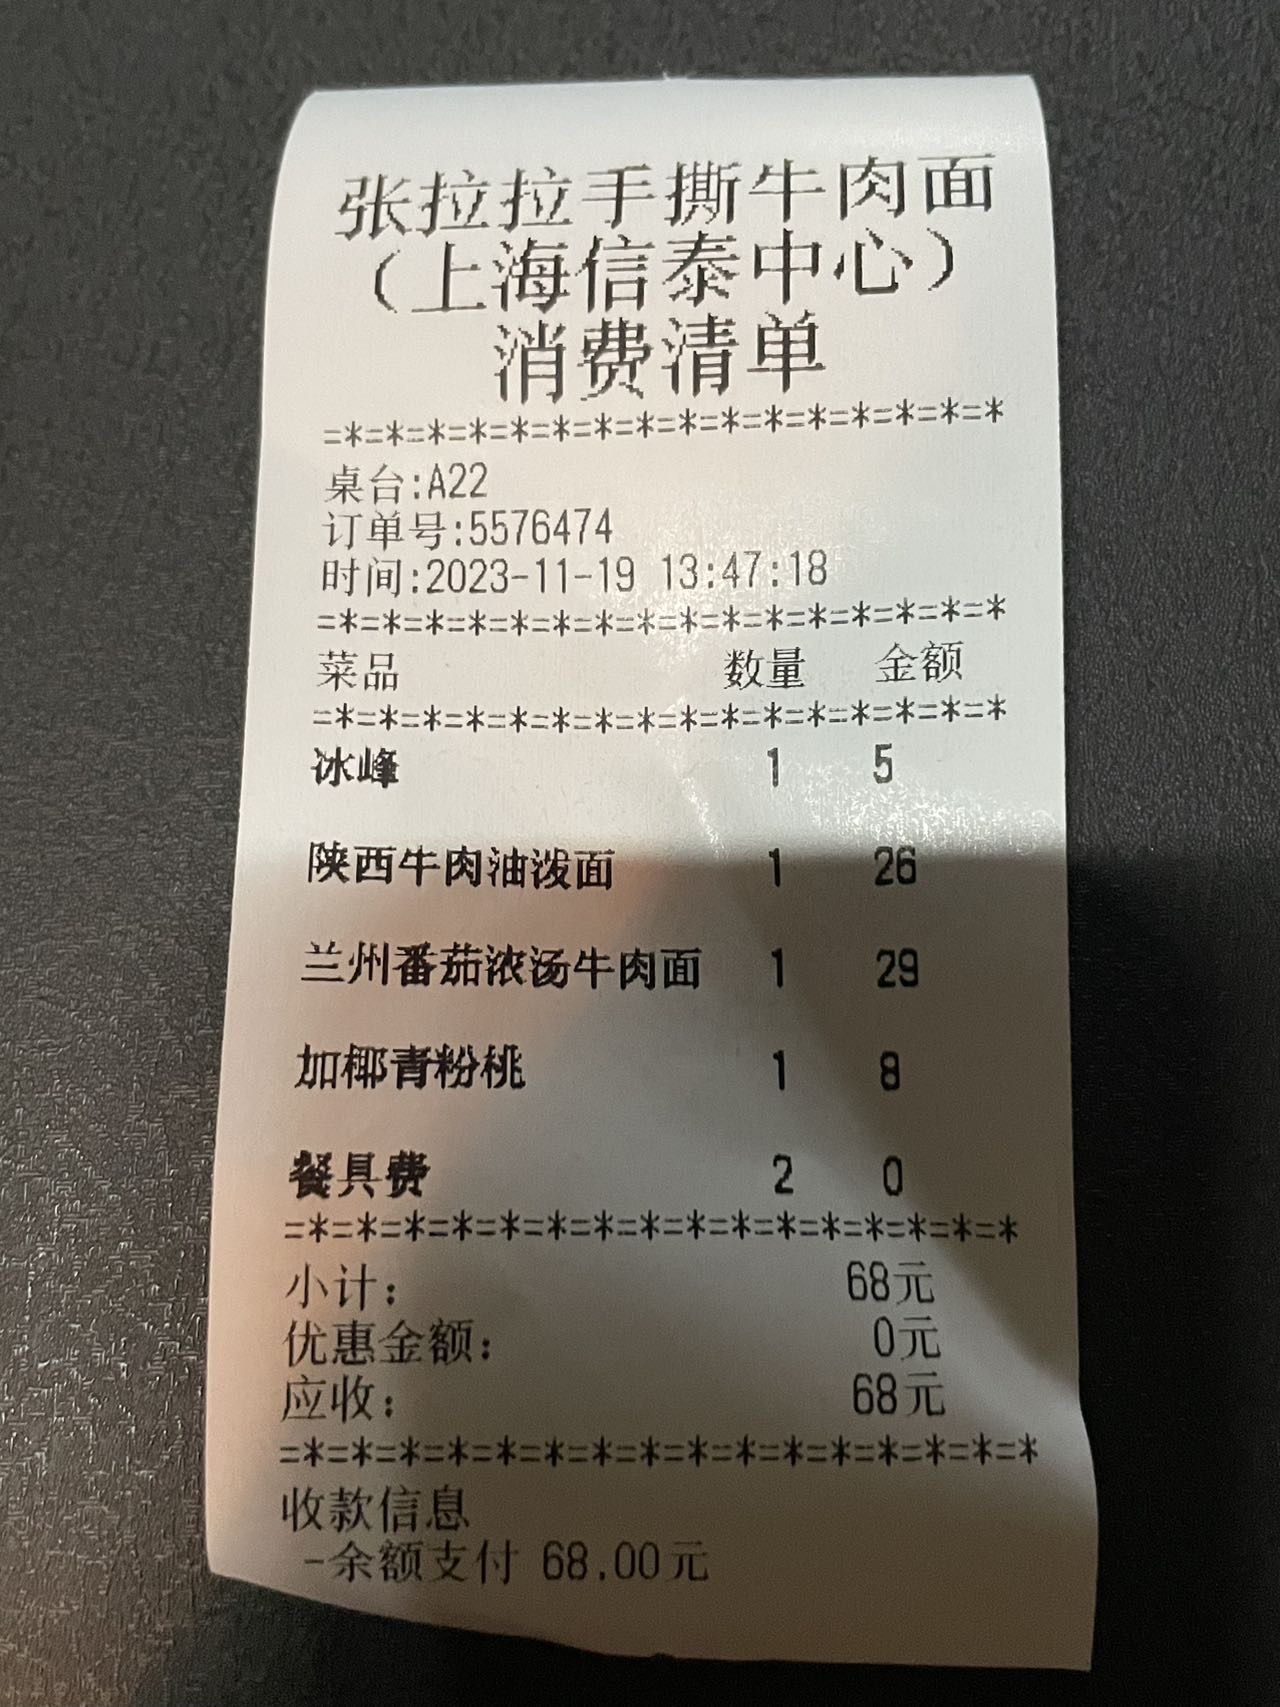 张拉拉手撕牛肉面
（上海信泰中心）
消费清单
=*=*=*=*=*=*=*=*=*=*=*=*=*=*=*=*
桌台:A22
订单号:5576474
时间:2023-11-19 13:47:18
=*=*=*=*=*=*=*=*=*=*=*=*=*=*=*=*
菜品 数量 金额
=*=*=*=*=*=*=*=*=*=*=*=*=*=*=*=*
冰峰 1 5
陕西牛肉油泼面 1 26
兰州番茄浓汤牛肉面 1 29
加椰青粉桃 1 8
餐具费 2 0
=*=*=*=*=*=*=*=*=*=*=*=*=*=*=*
小计： 68元
优惠金额： 0元
应收： 68元
=*=*=*=*=*=*=*=*=*=*=*=*=*=*=*=*
收款信息
-余额支付 68.00元